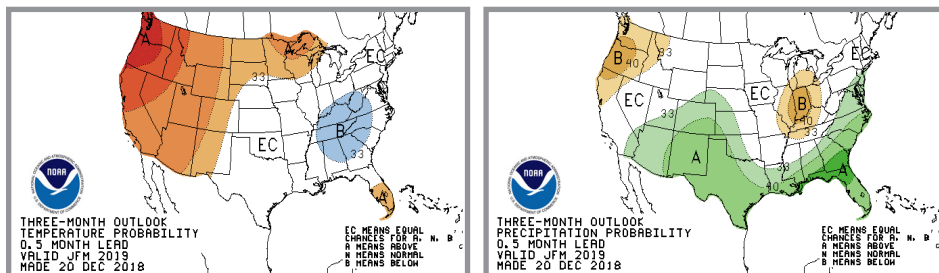 A
A
EC
33
B
33
EC
A
NOAA
THREE-MONTH OUTLOOK
TEMPERATURE PROBABILITY
0.5 MONTH LEAD
VALID JFM 2019
MADE 20 DEC 2018
EC MEANS EQUAL
CHANCES FOR A, N, B
A MEANS ABOVE
N MEANS NORMAL
B MEANS BELOW
B
33
40
EC
EC
EC
33
B
40
33
A
33
40
A
NOAA
THREE-MONTH OUTLOOK
PRECIPITATION PROBABILITY
0.5 MONTH LEAD
VALID JFM 2019
MADE 20 DEC 2018
EC MEANS EQUAL
CHANCES FOR A, N, B
A MEANS ABOVE
N MEANS NORMAL
B MEANS BELOW